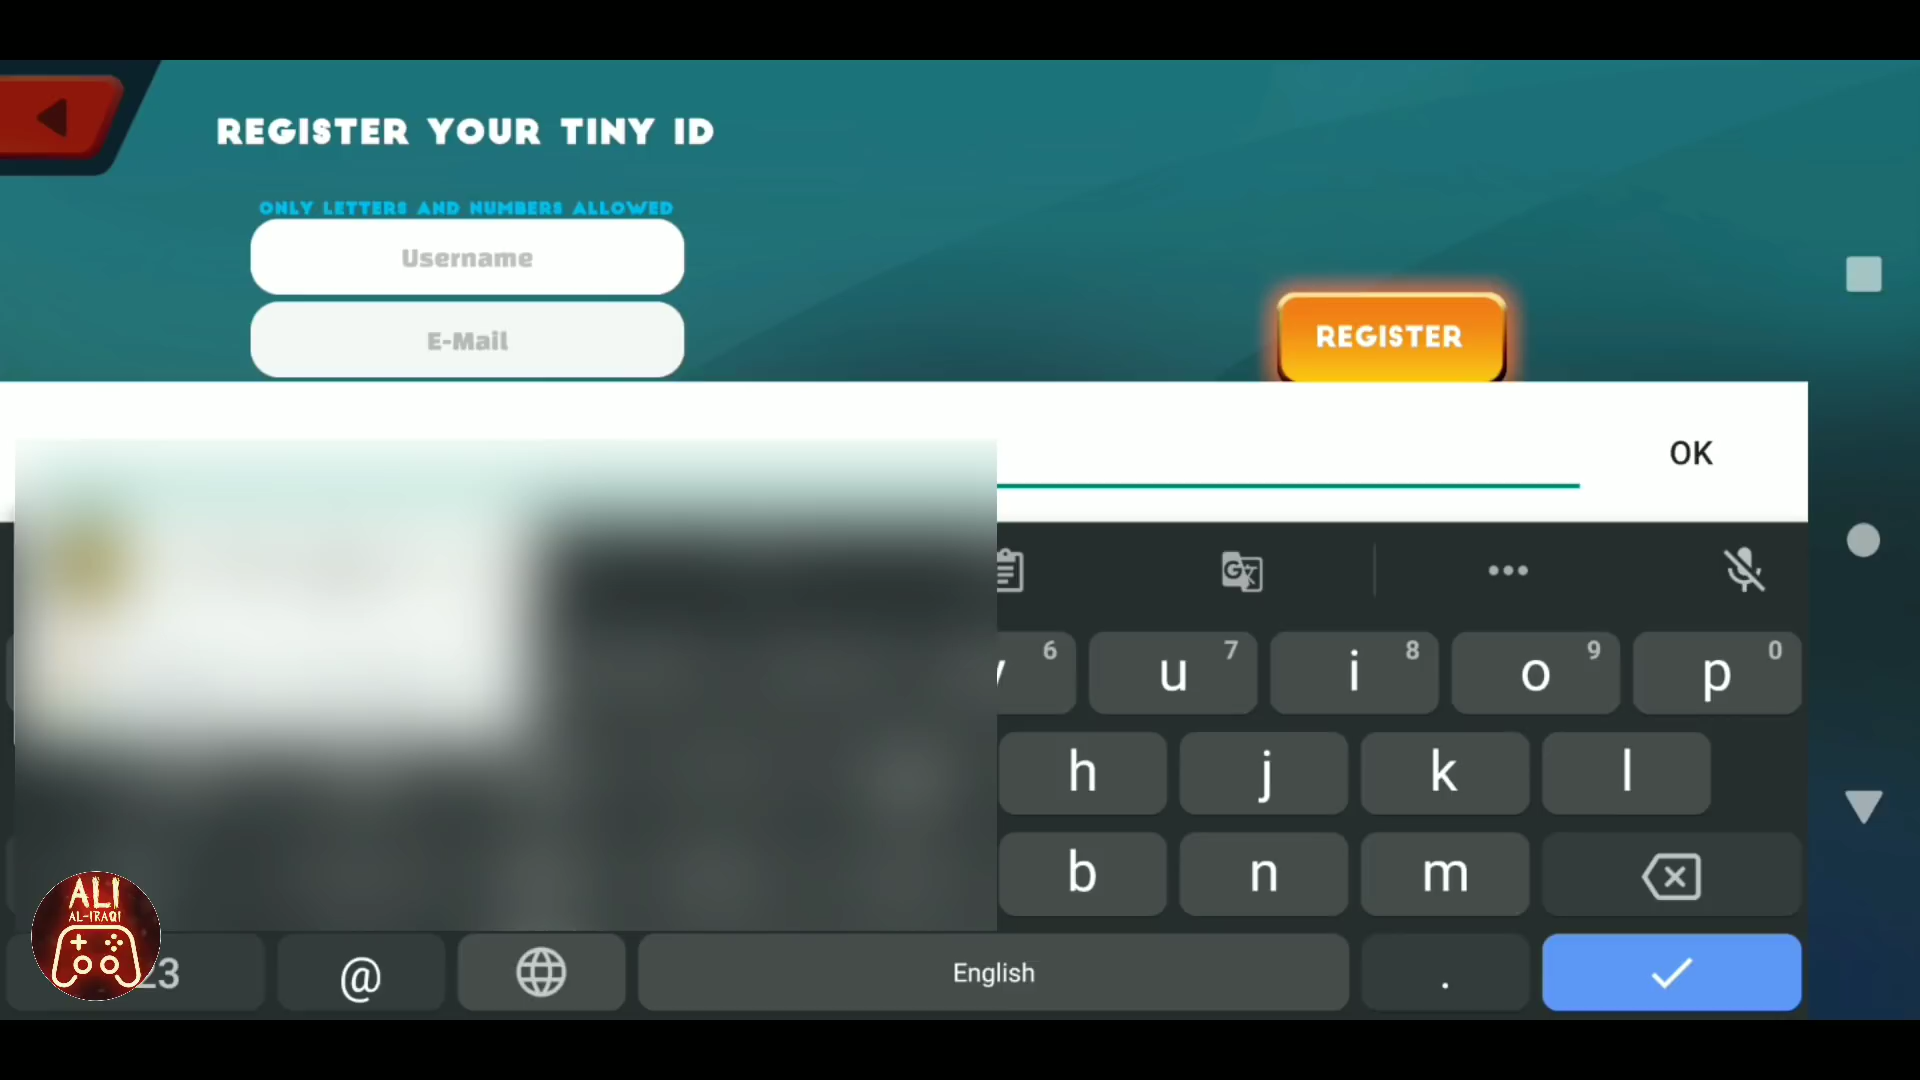 REGISTER YOUR TINY ID
ONLY LETTERS AND NUMBERS ALLOWED
Username
E-Mail
REGISTER
OK
6 u 7 i 8 o 9 p 0
h j k l
b n m
ALI
AL-IRAQI
23 @ English .